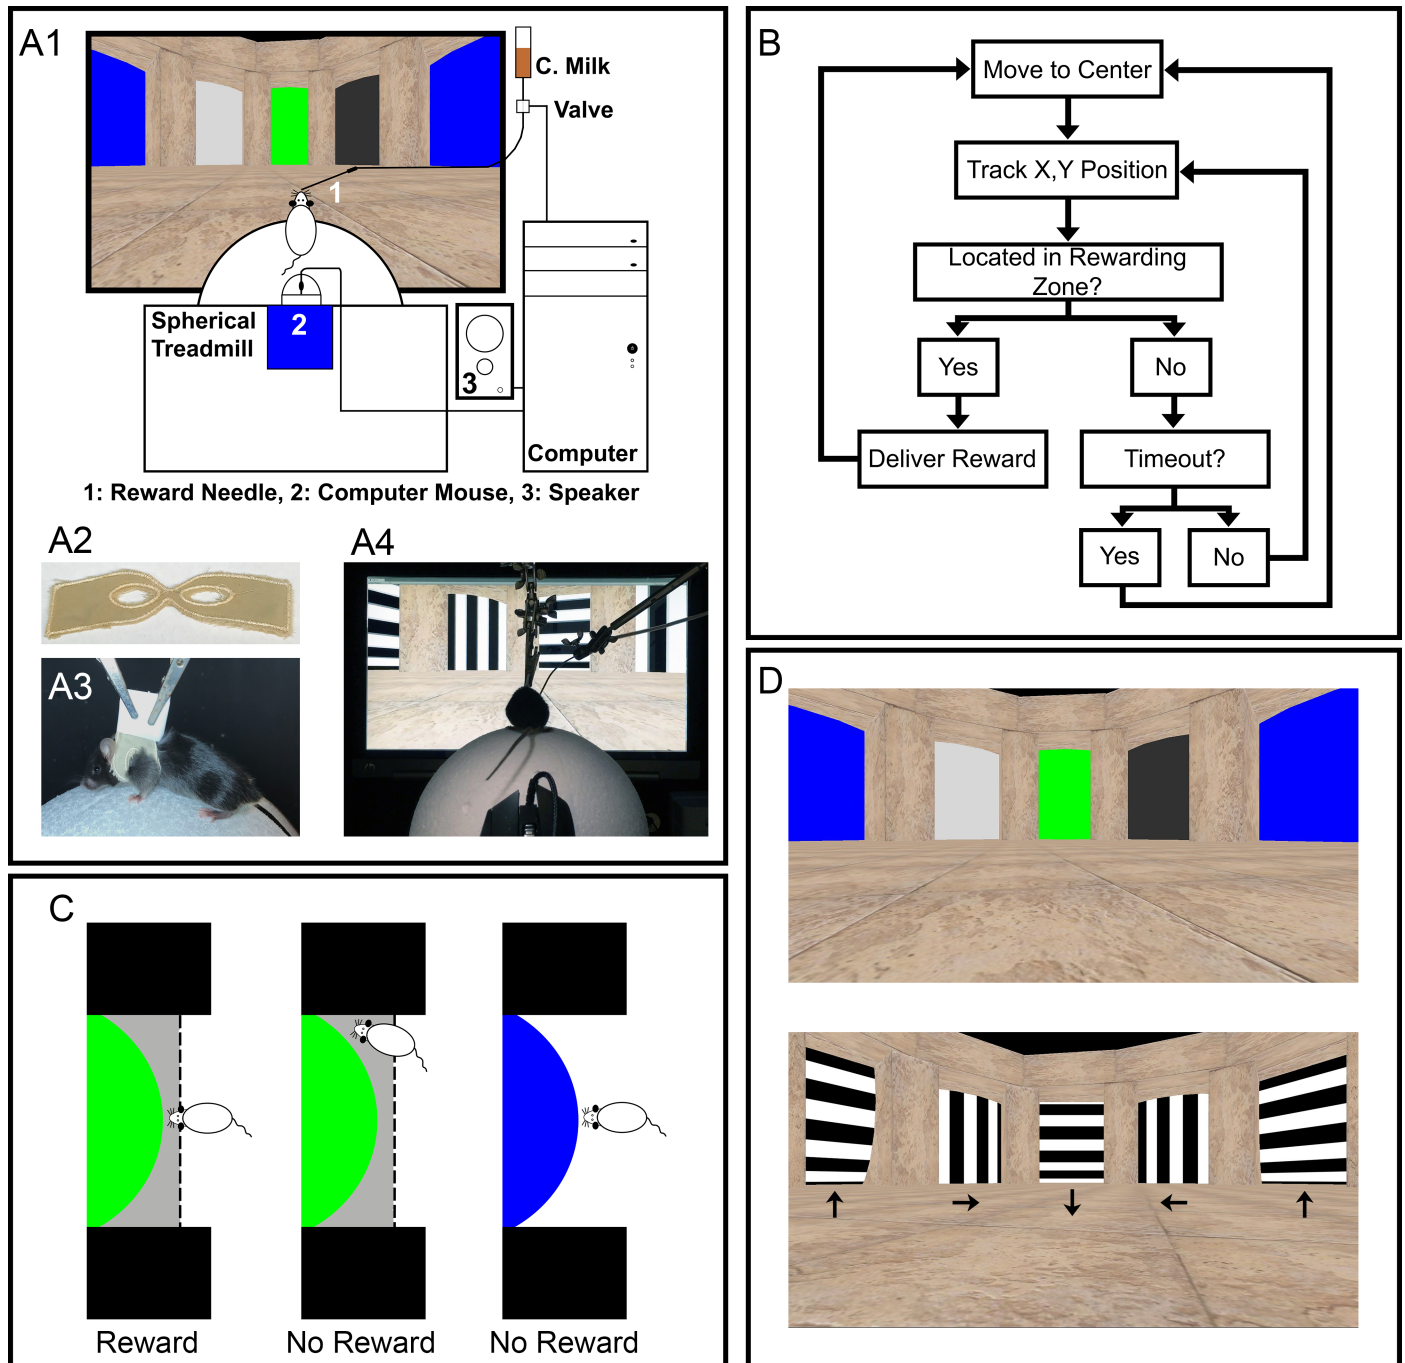 A1
C. Milk
Valve
1
Spherical
Treadmill
2
3
Computer
1: Reward Needle, 2: Computer Mouse, 3: Speaker
A2
A3
A4
B
Move to Center
Track X,Y Position
Located in Rewarding
Zone?
Yes
No
Deliver Reward
Timeout?
Yes
No
C
Reward
No Reward
No Reward
D